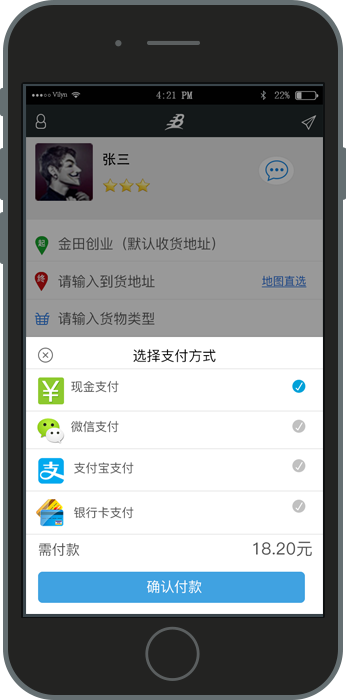 ●●●○○ Vilyn 4:21 PM 22%
B
张三
起 金田创业（默认收货地址）
终 请输入到货地址 地图直选
请输入货物类型
选择支付方式
¥ 现金支付
微信支付
支 支付宝支付
银行卡支付
需付款 18.20元
确认付款